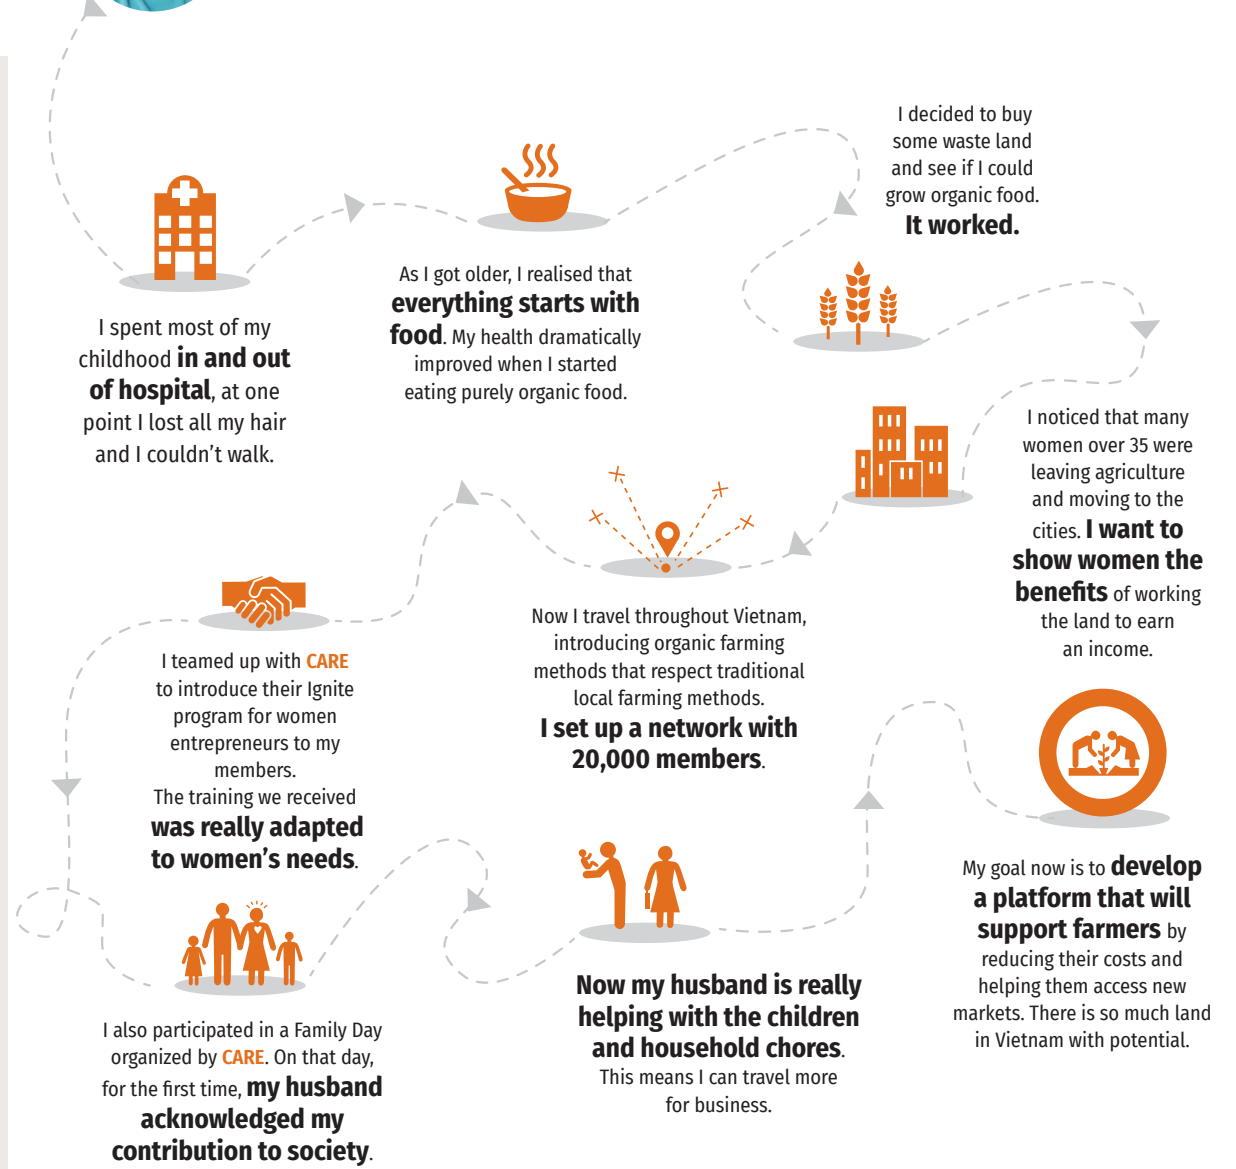 I spent most of my
childhood in and out
of hospital, at one
point I lost all my hair
and I couldn't walk.
As I got older, I realised that
everything starts with
food. My health dramatically
improved when I started
eating purely organic food.
I decided to buy
some waste land
and see if I could
grow organic food.
It worked.
I noticed that many
women over 35 were
leaving agriculture
and moving to the
cities. I want to
show women the
benefits of working
the land to earn
an income.
Now I travel throughout Vietnam,
introducing organic farming
methods that respect traditional
local farming methods.
I set up a network with
20,000 members.
I teamed up with CARE
to introduce their Ignite
program for women
entrepreneurs to my
members.
The training we received
was really adapted
to women's needs.
I also participated in a Family Day
organized by CARE. On that day,
for the first time, my husband
acknowledged my
contribution to society.
Now my husband is really
helping with the children
and household chores.
This means I can travel more
for business.
My goal now is to develop
a platform that will
support farmers by
reducing their costs and
helping them access new
markets. There is so much land
in Vietnam with potential.